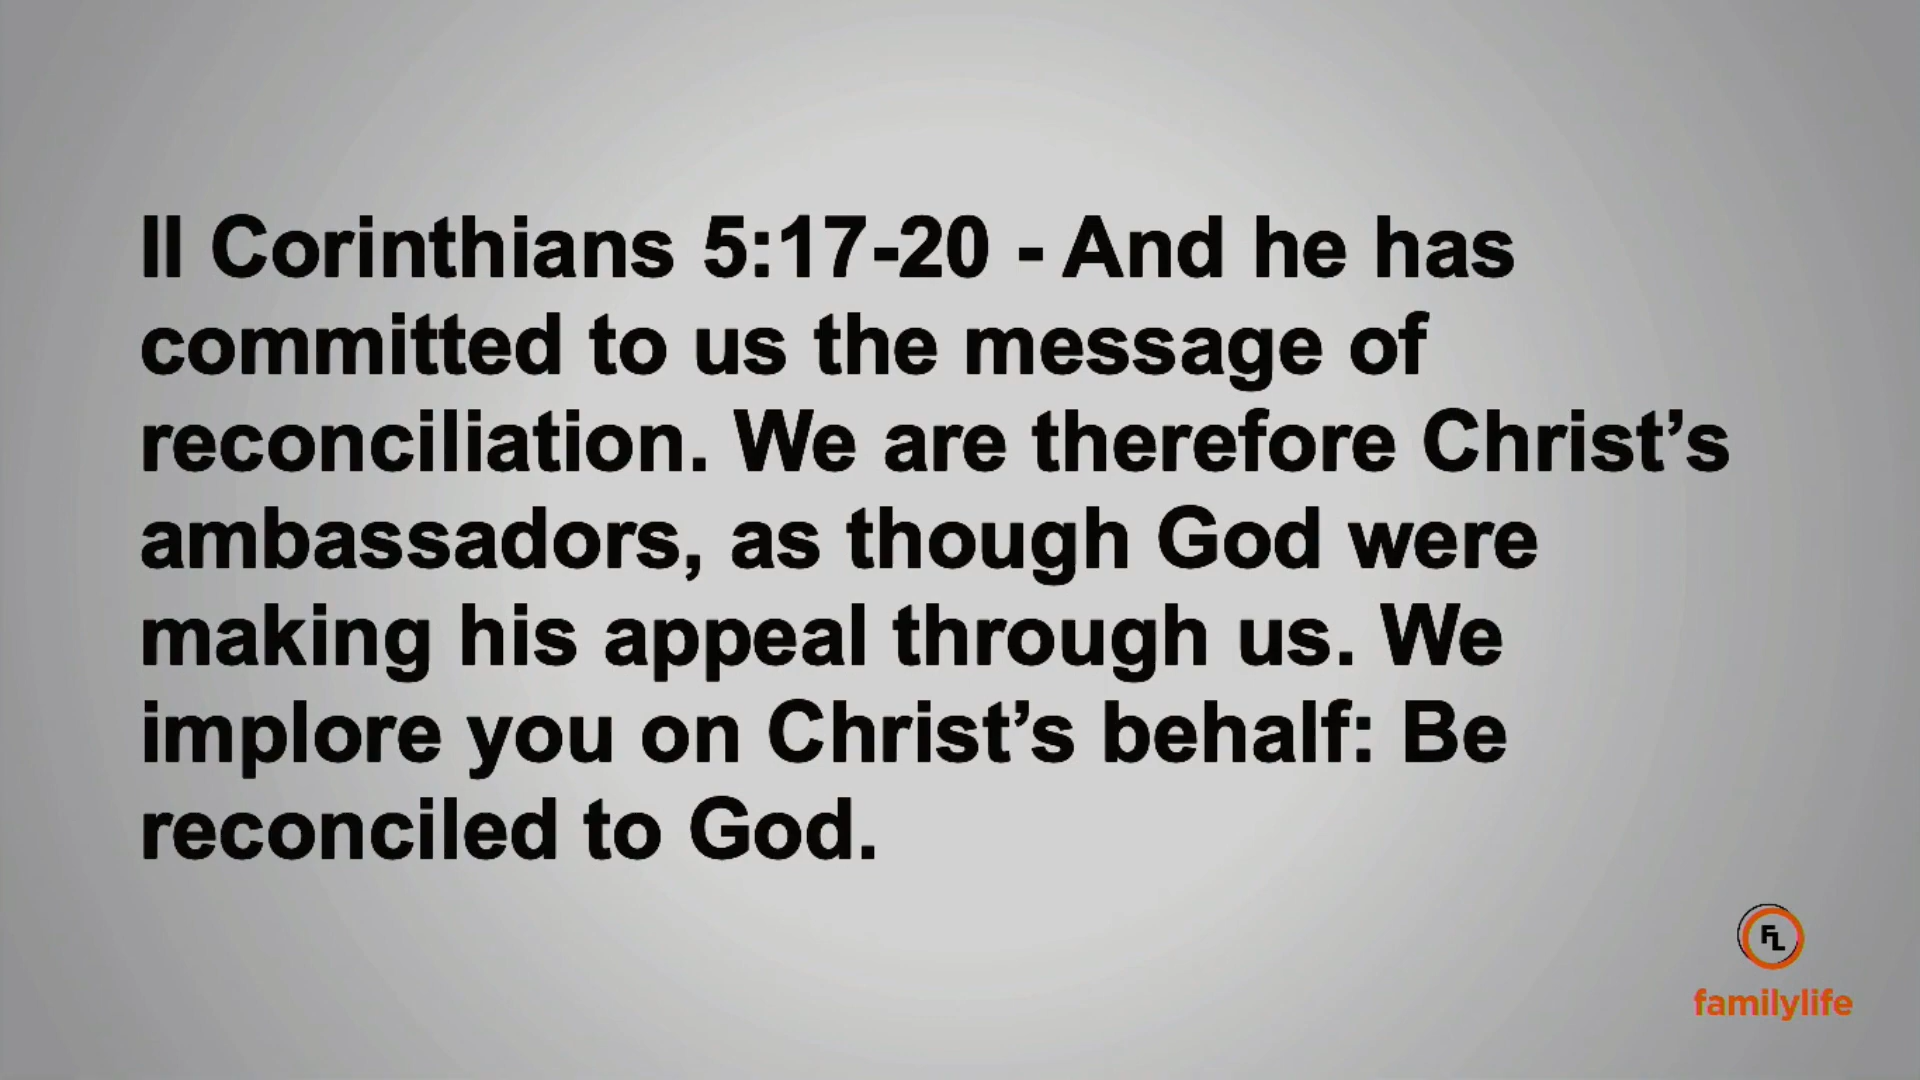 II Corinthians 5:17-20 - And he has
committed to us the message of
reconciliation. We are therefore Christ’s
ambassadors, as though God were
making his appeal through us. We
implore you on Christ’s behalf: Be
reconciled to God.
FL
familylife